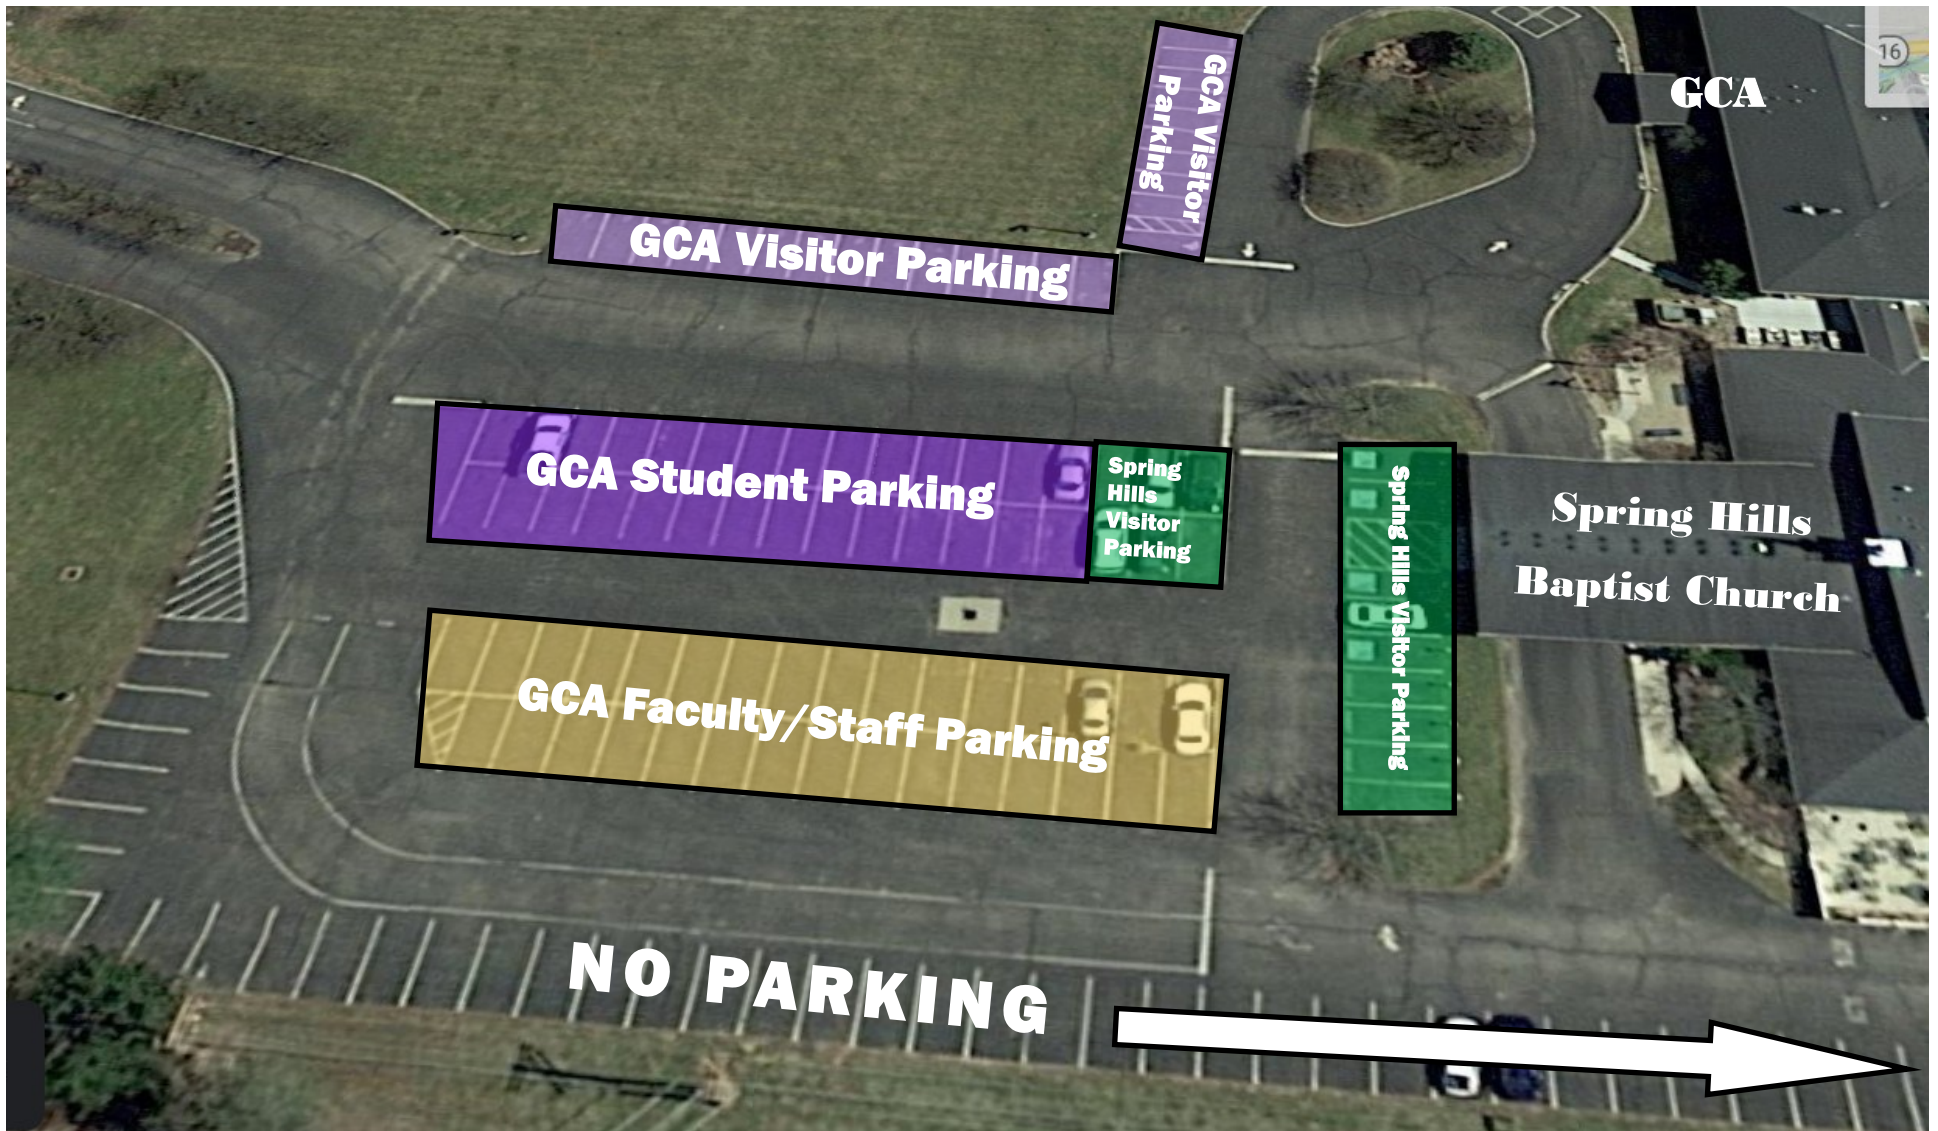 GCA Visitor
Parking
GCA
16
GCA Visitor Parking
GCA Student Parking
Spring
Hills
Visitor
Parking
Spring Hills Visitor Parking
Spring Hills
Baptist Church
GCA Faculty/Staff Parking
NO PARKING